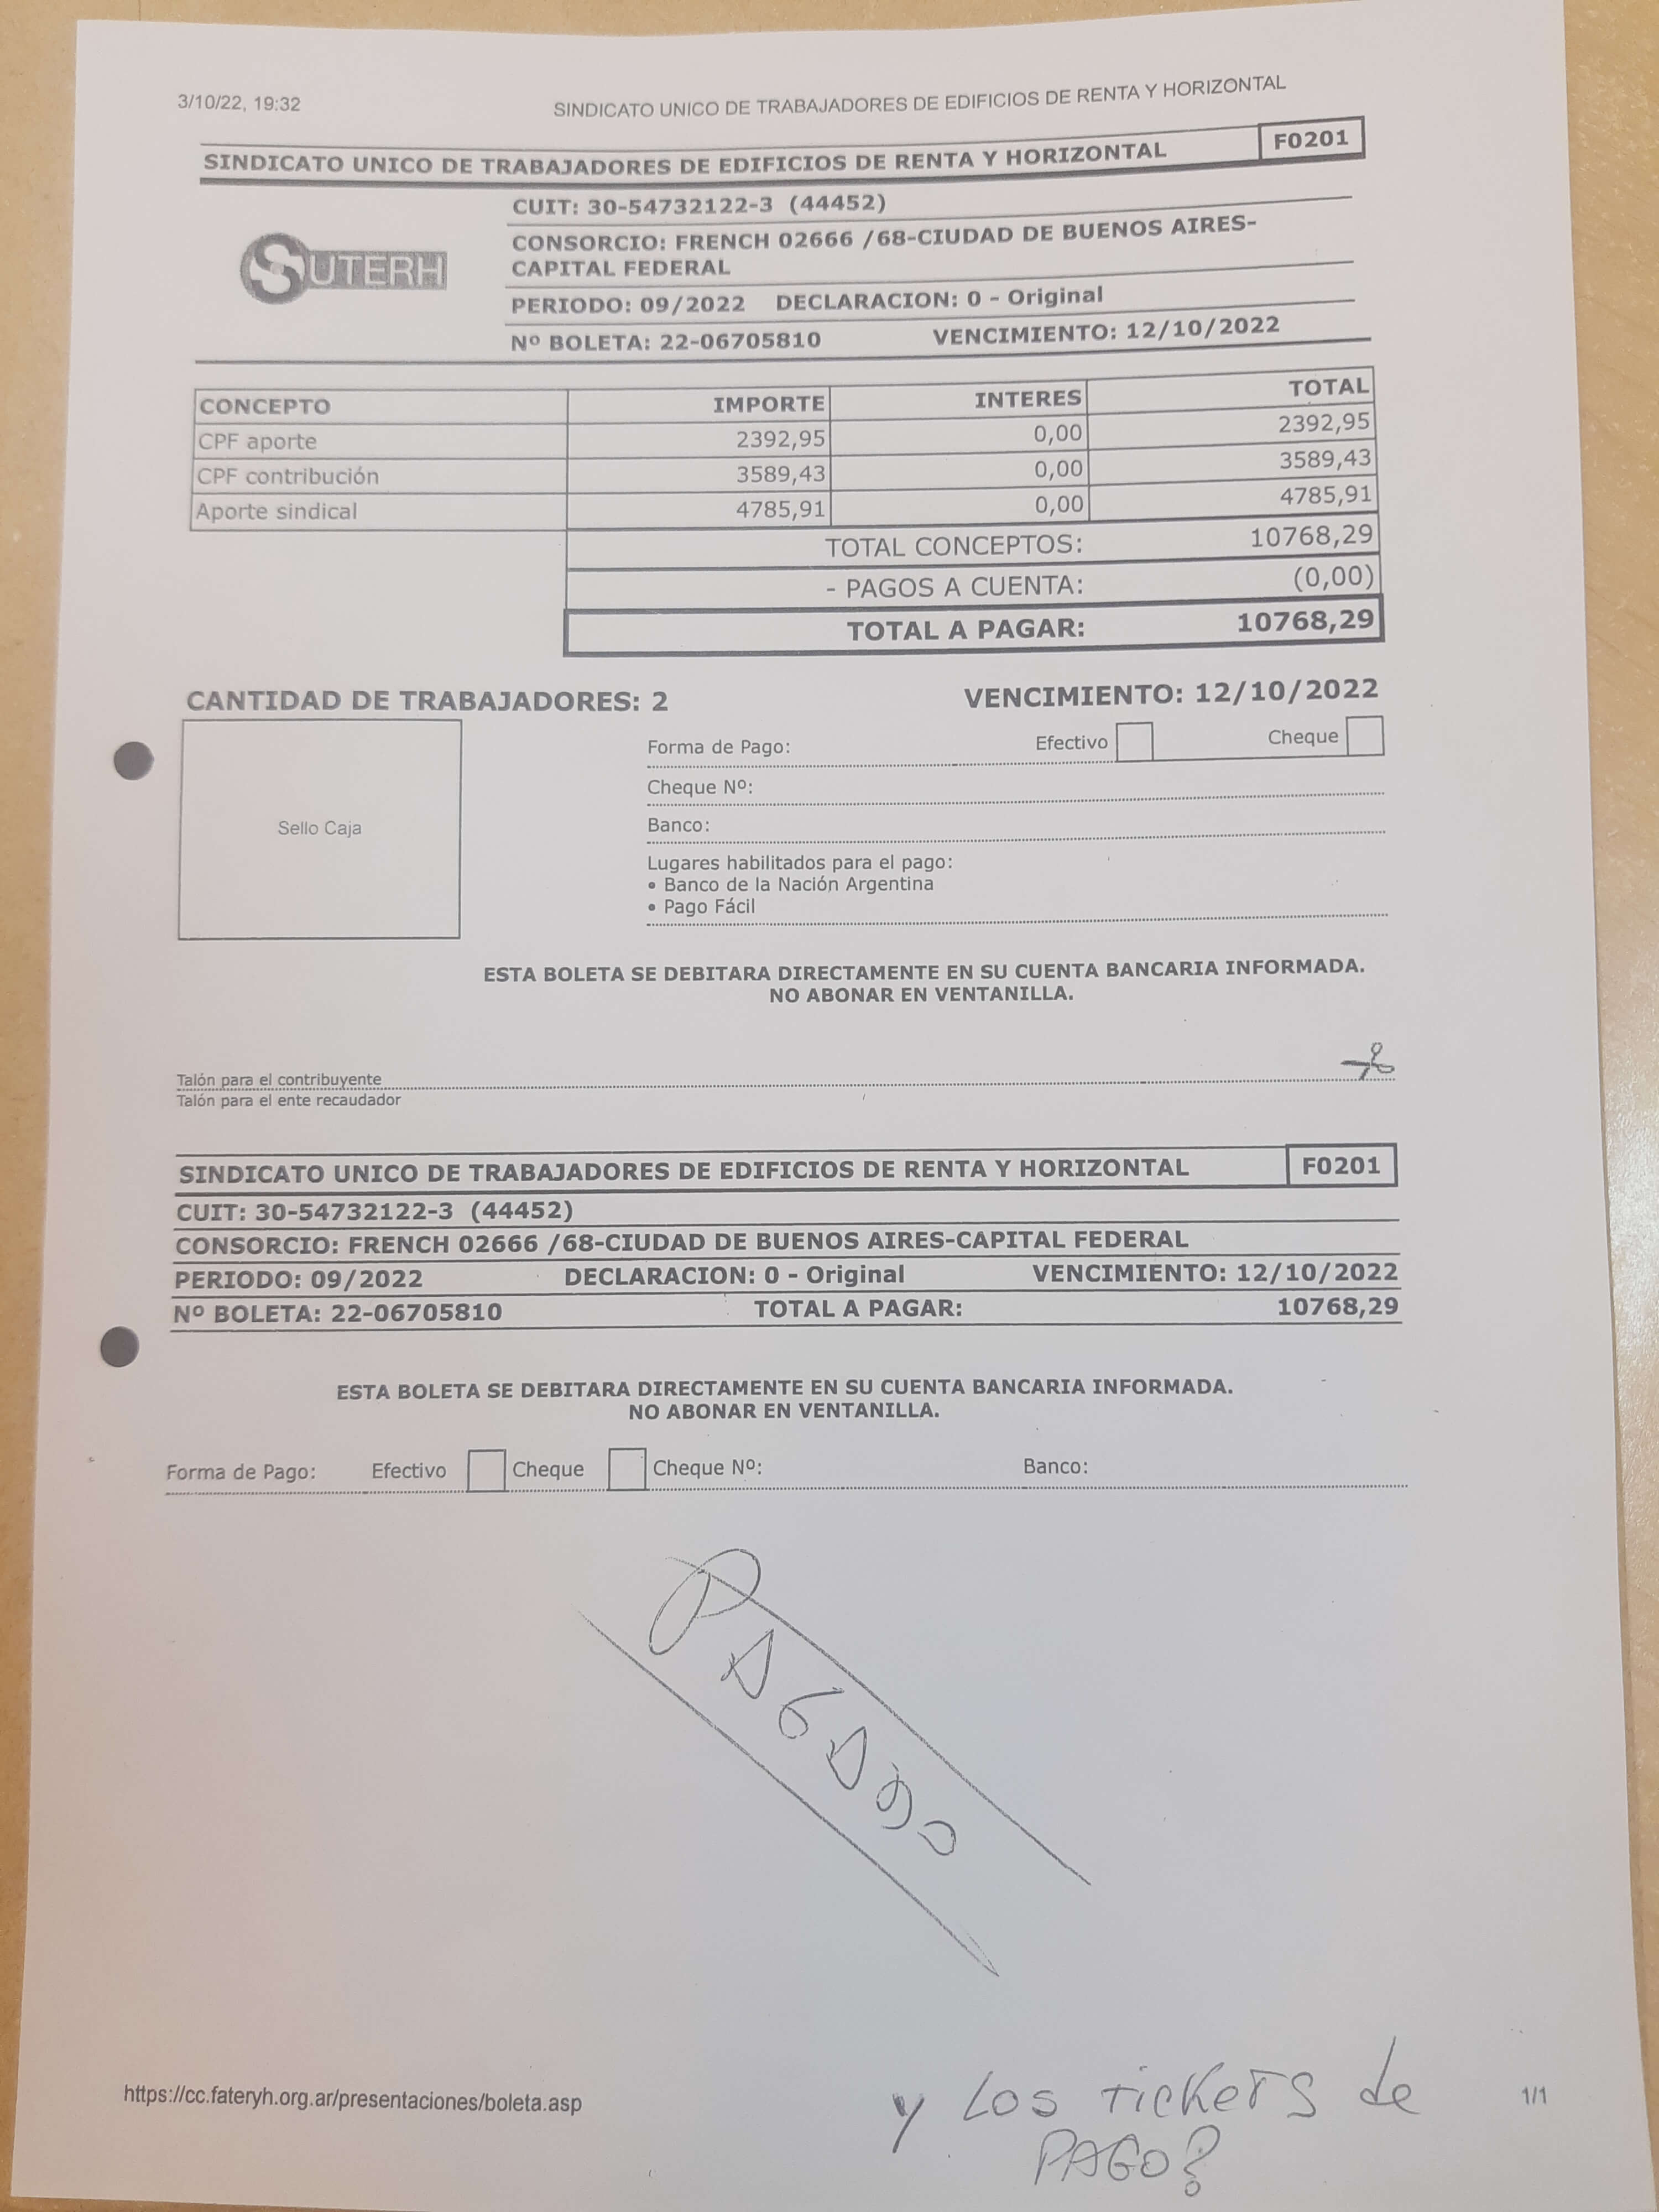 3/10/22, 19:32 SINDICATO UNICO DE TRABAJADORES DE EDIFICIOS DE RENTA Y HORIZONTAL
SINDICATO UNICO DE TRABAJADORES DE EDIFICIOS DE RENTA Y HORIZONTAL F0201
SUTERH
CUIT: 30-54732122-3 (44452)
CONSORCIO: FRENCH 02666 /68-CIUDAD DE BUENOS AIRES-
CAPITAL FEDERAL
PERIODO: 09/2022 DECLARACION: 0 - Original
Nº BOLETA: 22-06705810 VENCIMIENTO: 12/10/2022
CONCEPTO IMPORTE INTERES TOTAL
CPF aporte 2392,95 0,00 2392,95
CPF contribución 3589,43 0,00 3589,43
Aporte sindical 4785,91 0,00 4785,91
TOTAL CONCEPTOS: 10768,29
- PAGOS A CUENTA: (0,00)
TOTAL A PAGAR: 10768,29
CANTIDAD DE TRABAJADORES: 2 VENCIMIENTO: 12/10/2022
Sello Caja
Forma de Pago: Efectivo Cheque
Cheque Nº:
Banco:
Lugares habilitados para el pago:
• Banco de la Nación Argentina
• Pago Fácil
ESTA BOLETA SE DEBITARA DIRECTAMENTE EN SU CUENTA BANCARIA INFORMADA.
NO ABONAR EN VENTANILLA.
Talón para el contribuyente
Talón para el ente recaudador
SINDICATO UNICO DE TRABAJADORES DE EDIFICIOS DE RENTA Y HORIZONTAL F0201
CUIT: 30-54732122-3 (44452)
CONSORCIO: FRENCH 02666 /68-CIUDAD DE BUENOS AIRES-CAPITAL FEDERAL
PERIODO: 09/2022 DECLARACION: 0 - Original VENCIMIENTO: 12/10/2022
Nº BOLETA: 22-06705810 TOTAL A PAGAR: 10768,29
ESTA BOLETA SE DEBITARA DIRECTAMENTE EN SU CUENTA BANCARIA INFORMADA.
NO ABONAR EN VENTANILLA.
Forma de Pago: Efectivo Cheque Cheque Nº: Banco:
PAGADO
y Los TicKeTS de
PAGO?
https://cc.fateryh.org.ar/presentaciones/boleta.asp 1/1